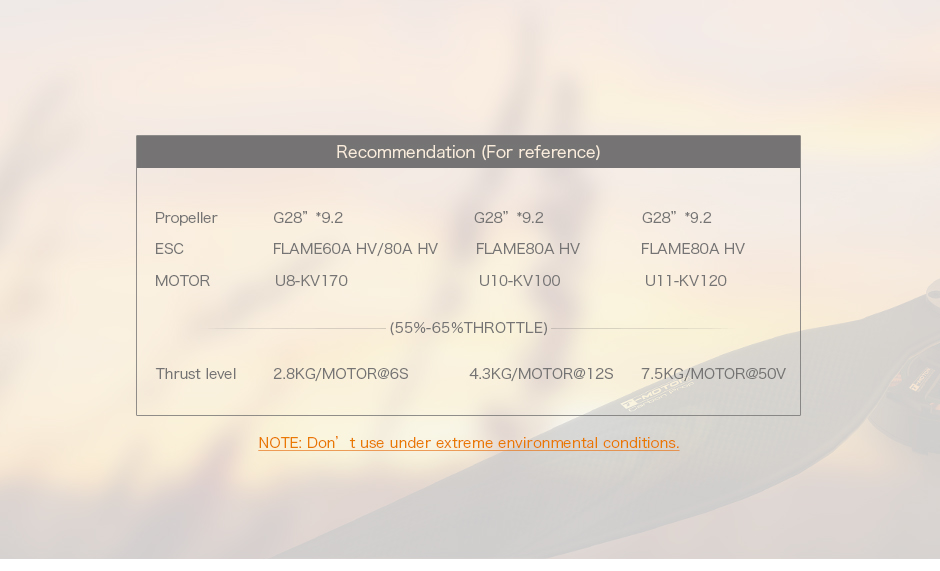 Recommendation (For reference)
Propeller G28”*9.2 G28”*9.2 G28”*9.2
ESC FLAME60A HV/80A HV FLAME80A HV FLAME80A HV
MOTOR U8-KV170 U10-KV100 U11-KV120
(55%-65%THROTTLE)
Thrust level 2.8KG/MOTOR@6S 4.3KG/MOTOR@12S 7.5KG/MOTOR@50V
T-MOTOR
NOTE: Don’t use under extreme environmental conditions.